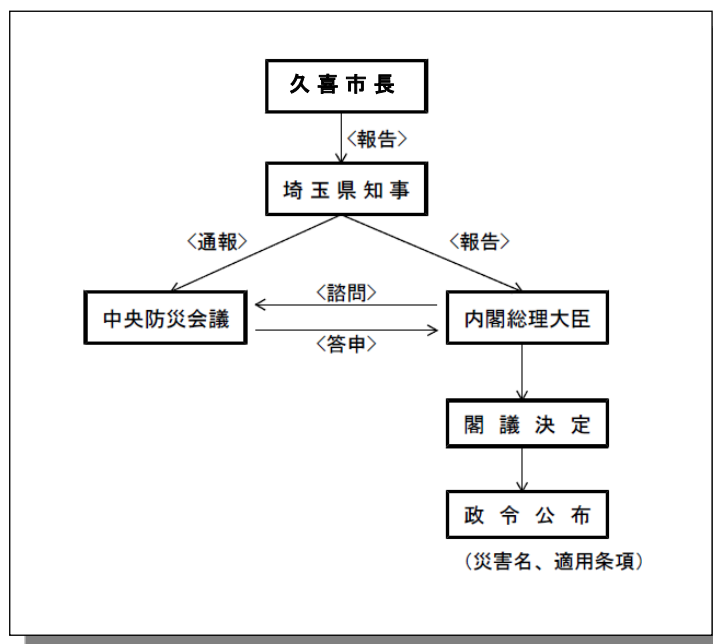 久喜市長
〈報告〉
埼玉県知事
〈通報〉
〈報告〉
中央防災会議
〈諮問〉
〈答申〉
内閣総理大臣
閣議決定
政令公布
(災害名、適用条項)